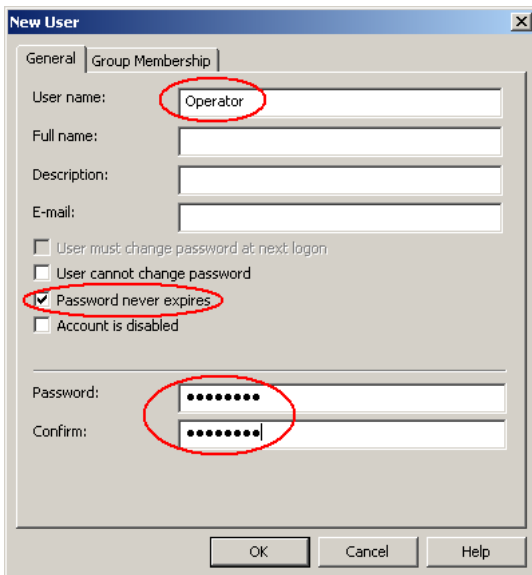 New User
General Group Membership
User name: Operator
Full name:
Description:
E-mail:
User must change password at next logon
User cannot change password
Password never expires
Account is disabled
Password: ●●●●●●●●
Confirm: ●●●●●●●●
OK Cancel Help